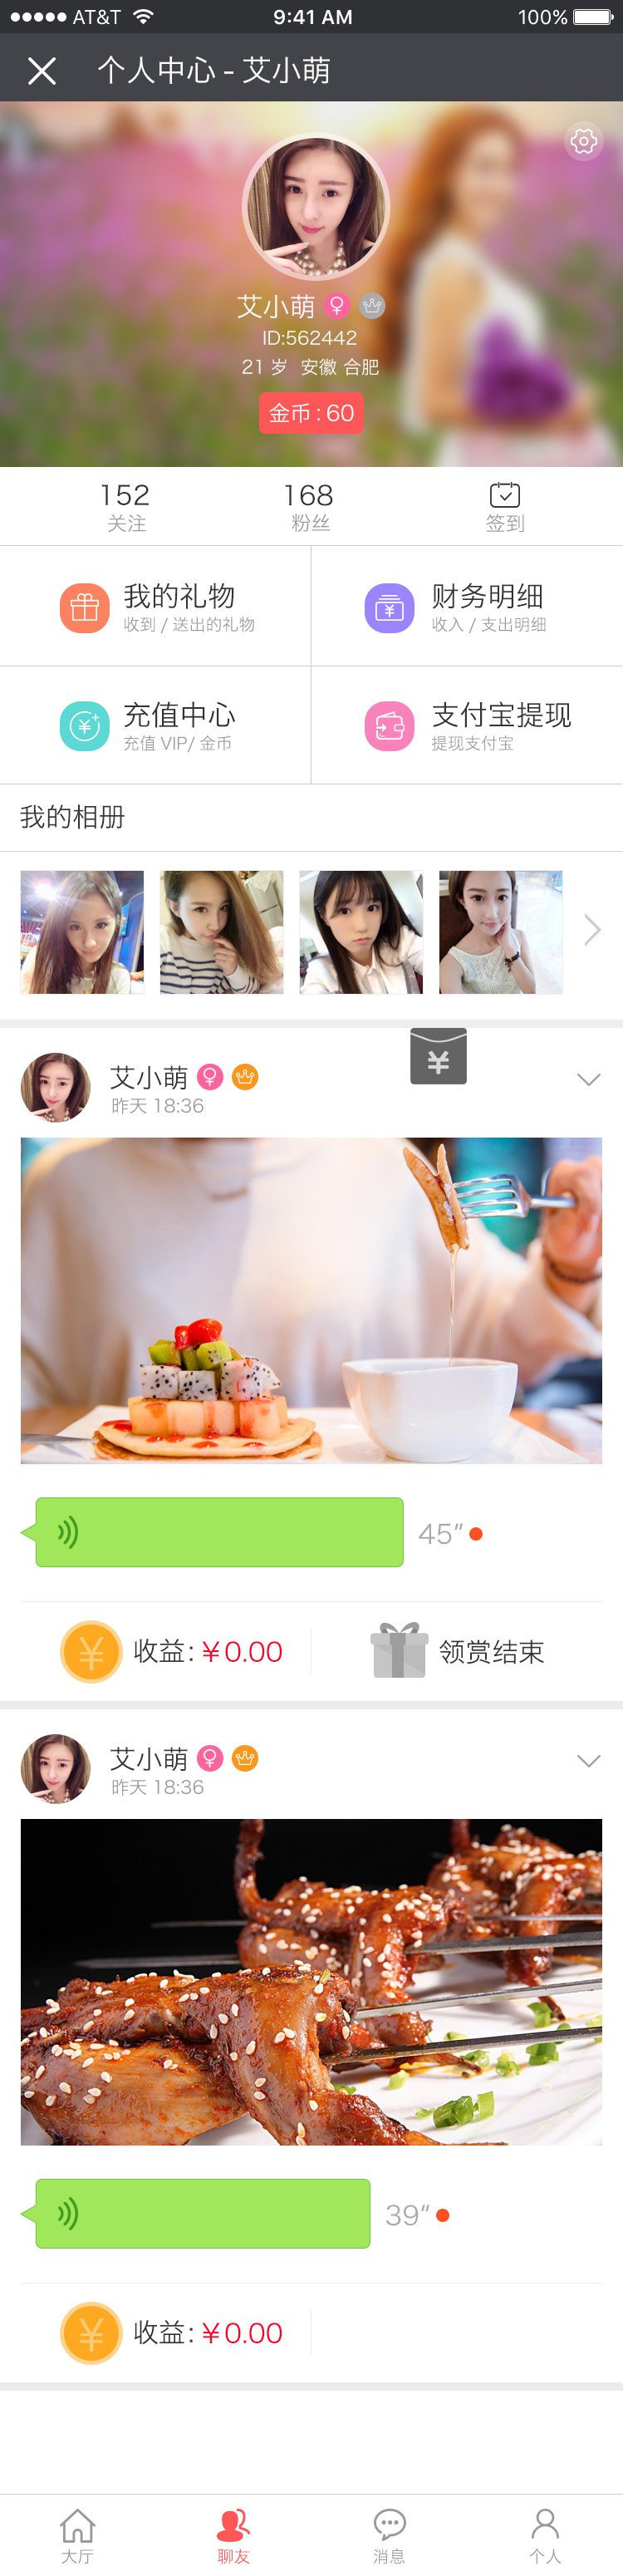 AT&T 9:41 AM 100%
个人中心 - 艾小萌
艾小萌
ID:562442
21 岁 安徽 合肥
金币 : 60
152 168
关注 粉丝 签到
我的礼物
收到 / 送出的礼物
财务明细
收入 / 支出明细
充值中心
充值 VIP/ 金币
支付宝提现
提现支付宝
我的相册
艾小萌
昨天 18:36
¥
45”
¥ 收益: ¥0.00 领赏结束
艾小萌
昨天 18:36
39”
¥ 收益: ¥0.00
大厅 聊友 消息 个人